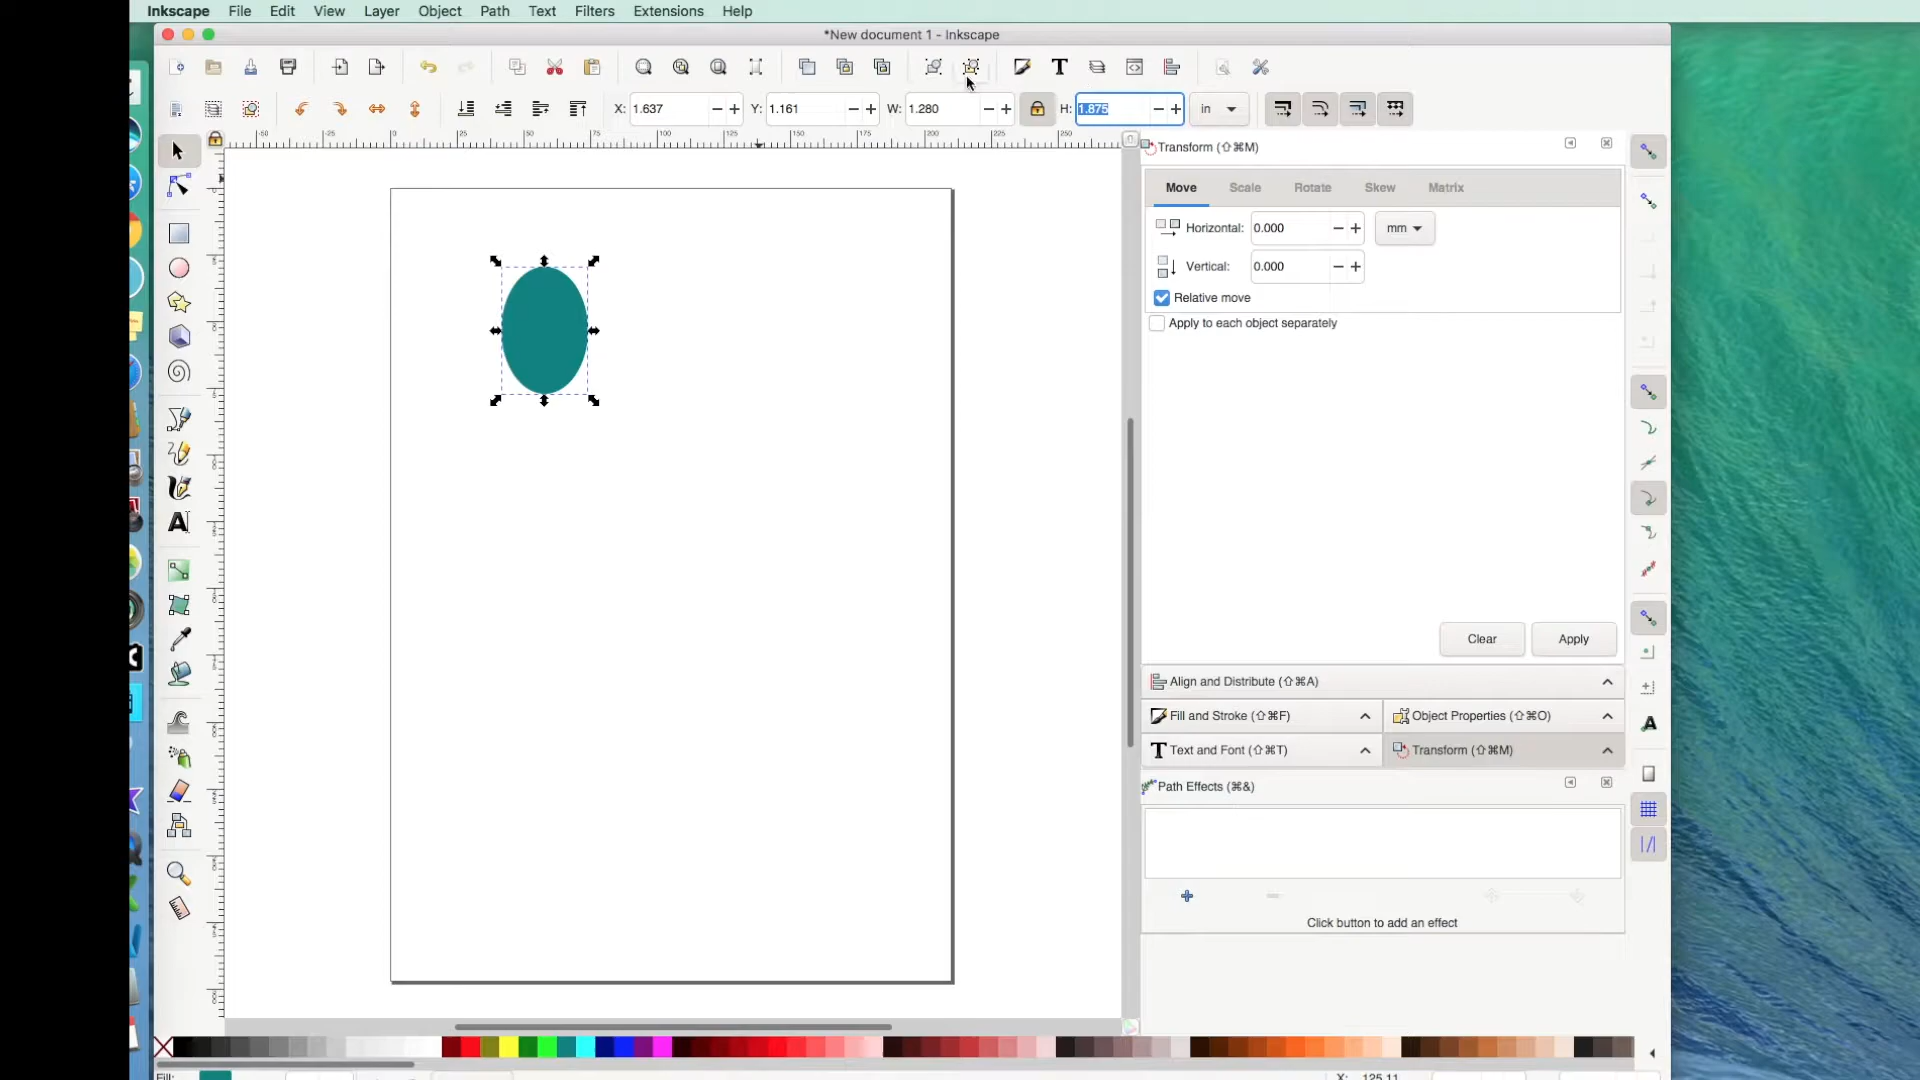 Inkscape File Edit View Layer Object Path Text Filters Extensions Help
*New document 1 - Inkscape
X: 1.637 Y: 1.161 W: 1.280 H: 1.875 in
Transform (⇧⌘M)
Move Scale Rotate Skew Matrix
Horizontal: 0.000 mm
Vertical: 0.000
Relative move
Apply to each object separately
Clear Apply
Align and Distribute (⇧⌘A)
Fill and Stroke (⇧⌘F) Object Properties (⇧⌘O)
Text and Font (⇧⌘T) Transform (⇧⌘M)
Path Effects (⌘&)
Click button to add an effect
Fill: X: 125.11